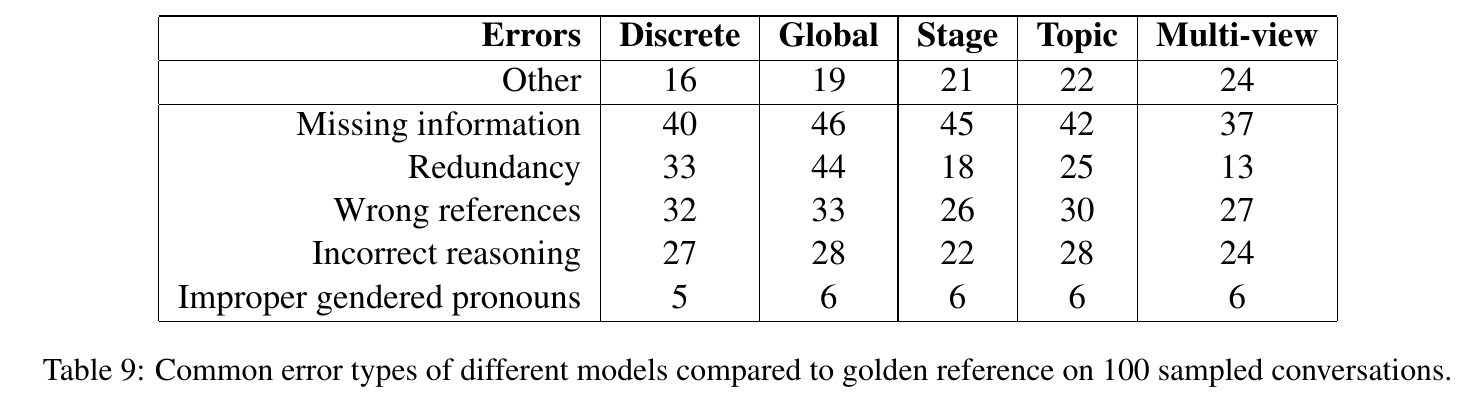 Errors Discrete Global Stage Topic Multi-view
Other 16 19 21 22 24
Missing information 40 46 45 42 37
Redundancy 33 44 18 25 13
Wrong references 32 33 26 30 27
Incorrect reasoning 27 28 22 28 24
Improper gendered pronouns 5 6 6 6 6
Table 9: Common error types of different models compared to golden reference on 100 sampled conversations.